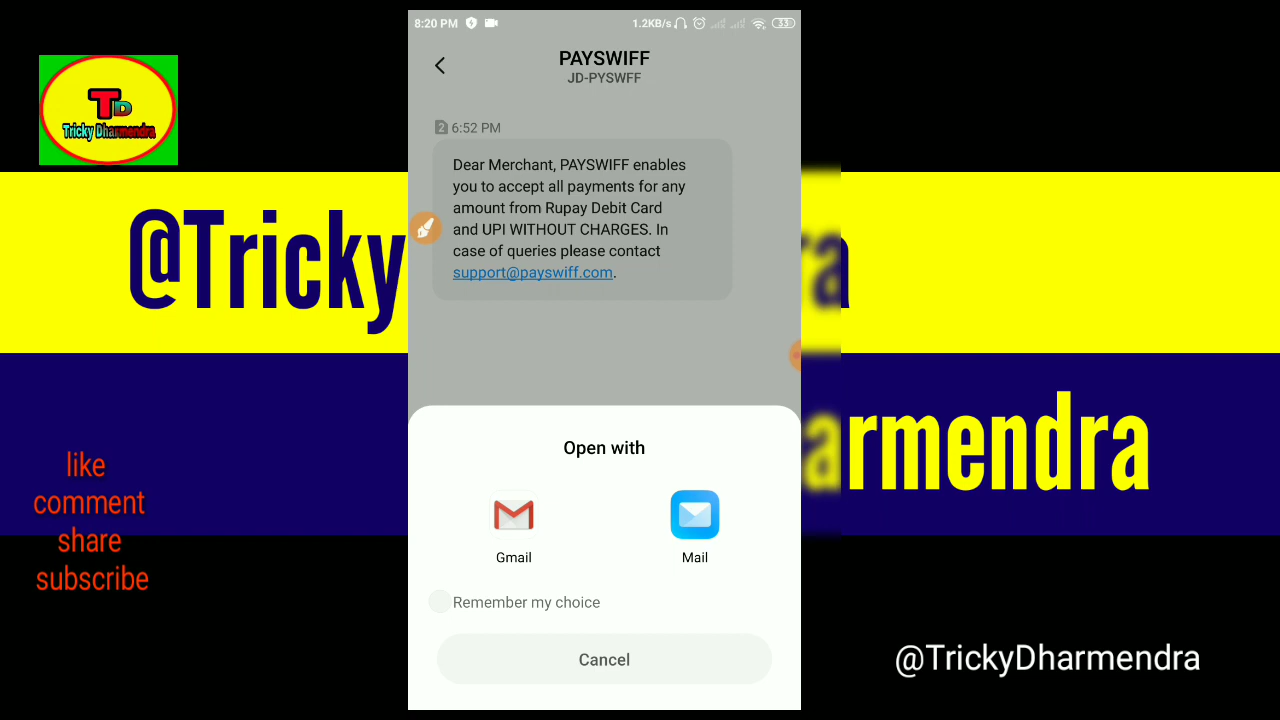 8:20 PM
1.2KB/s
33
PAYSWIFF
JD-PYSWFF
TD
Tricky Dharmendra
2 6:52 PM
Dear Merchant, PAYSWIFF enables
you to accept all payments for any
amount from Rupay Debit Card
and UPI WITHOUT CHARGES. In
case of queries please contact
support@payswiff.com.
@Tricky
a
armendra
like
comment
share
subscribe
Open with
Gmail
Mail
Remember my choice
Cancel
@TrickyDharmendra